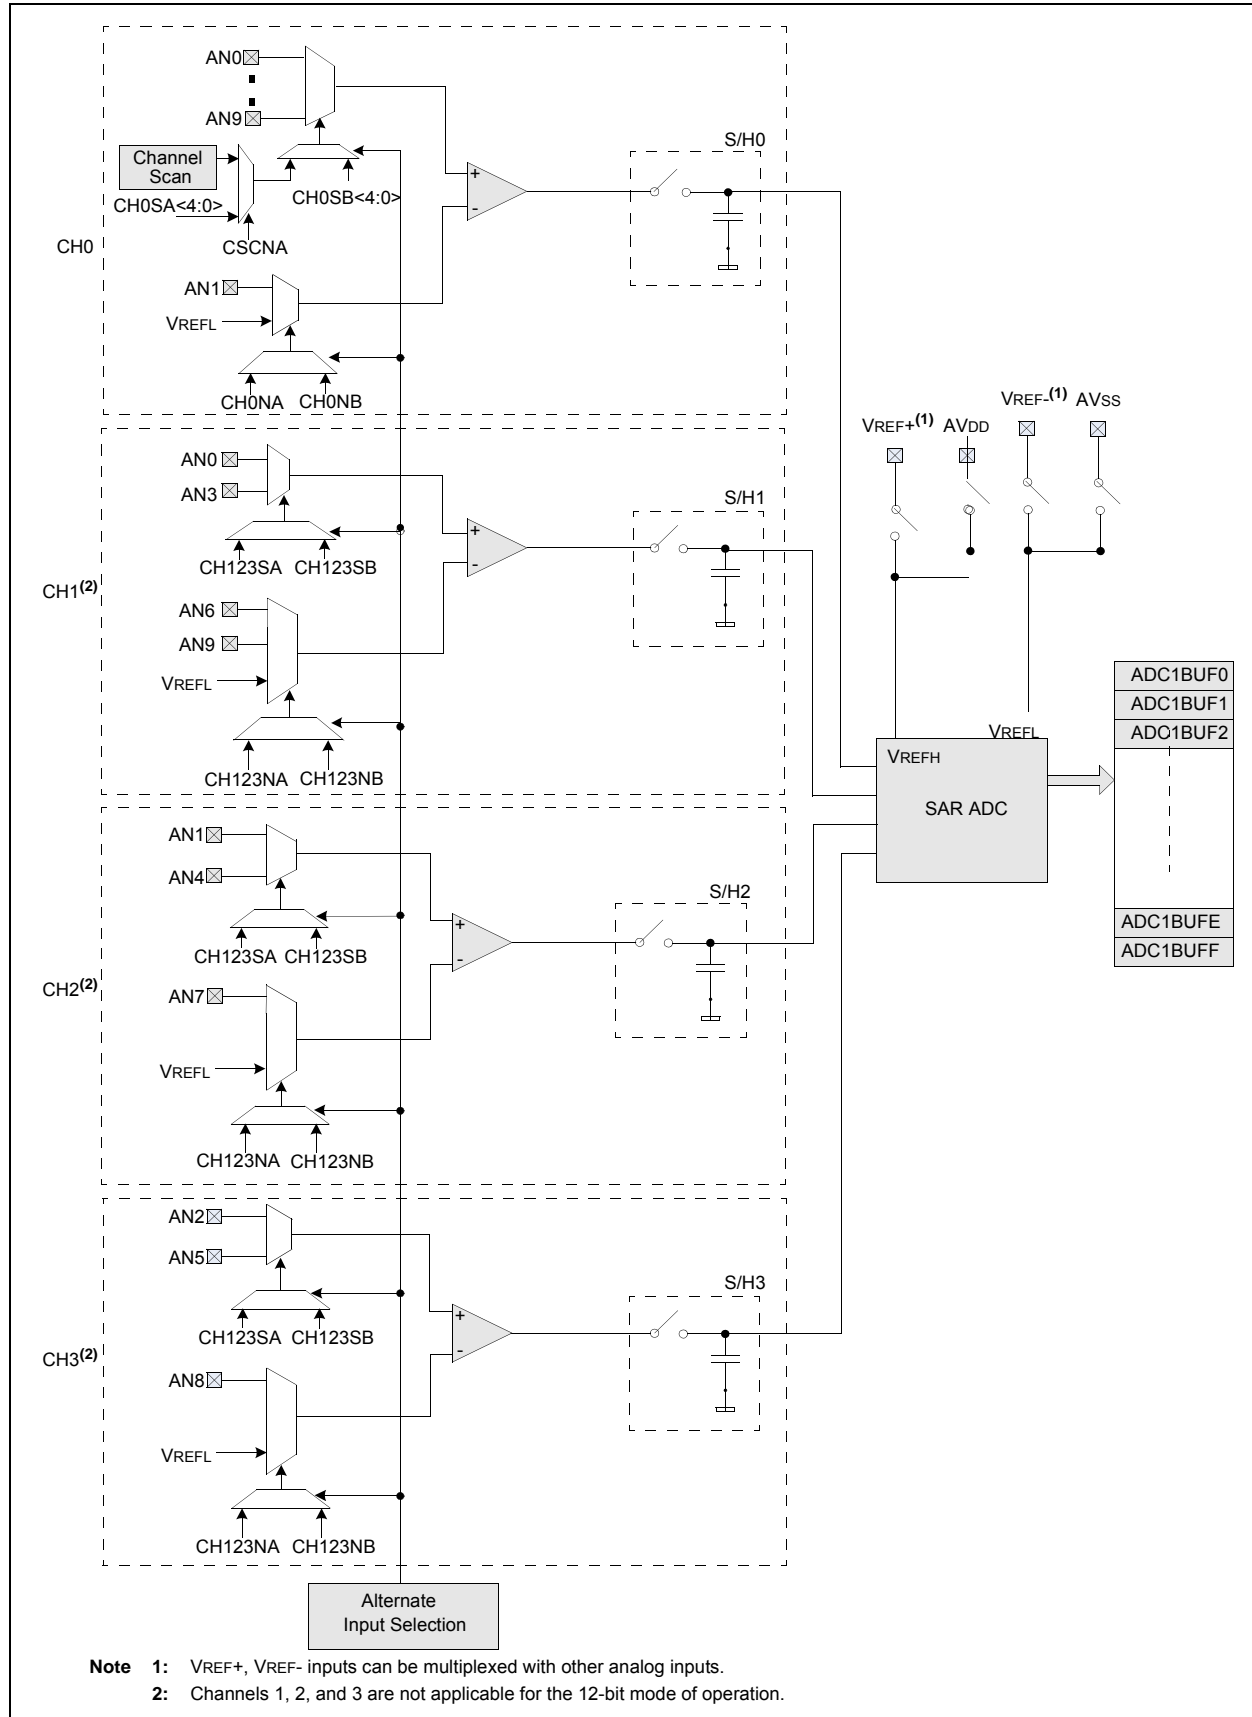 AN0
AN9
Channel
Scan
CH0SA<4:0>
CH0SB<4:0>
CSCNA
+
-
S/H0
CH0
AN1
VREFL
CH0NA
CH0NB
AN0
AN3
CH123SA
CH123SB
+
-
S/H1
CH1(2)
AN6
AN9
VREFL
CH123NA
CH123NB
VREF+(1)
AVDD
VREF-(1)
AVSS
VREFL
VREFH
SAR ADC
ADC1BUF0
ADC1BUF1
ADC1BUF2
ADC1BUFE
ADC1BUFF
AN1
AN4
CH123SA
CH123SB
+
-
S/H2
CH2(2)
AN7
VREFL
CH123NA
CH123NB
AN2
AN5
CH123SA
CH123SB
+
-
S/H3
CH3(2)
AN8
VREFL
CH123NA
CH123NB
Alternate
Input Selection
Note 1: VREF+, VREF- inputs can be multiplexed with other analog inputs.
2: Channels 1, 2, and 3 are not applicable for the 12-bit mode of operation.